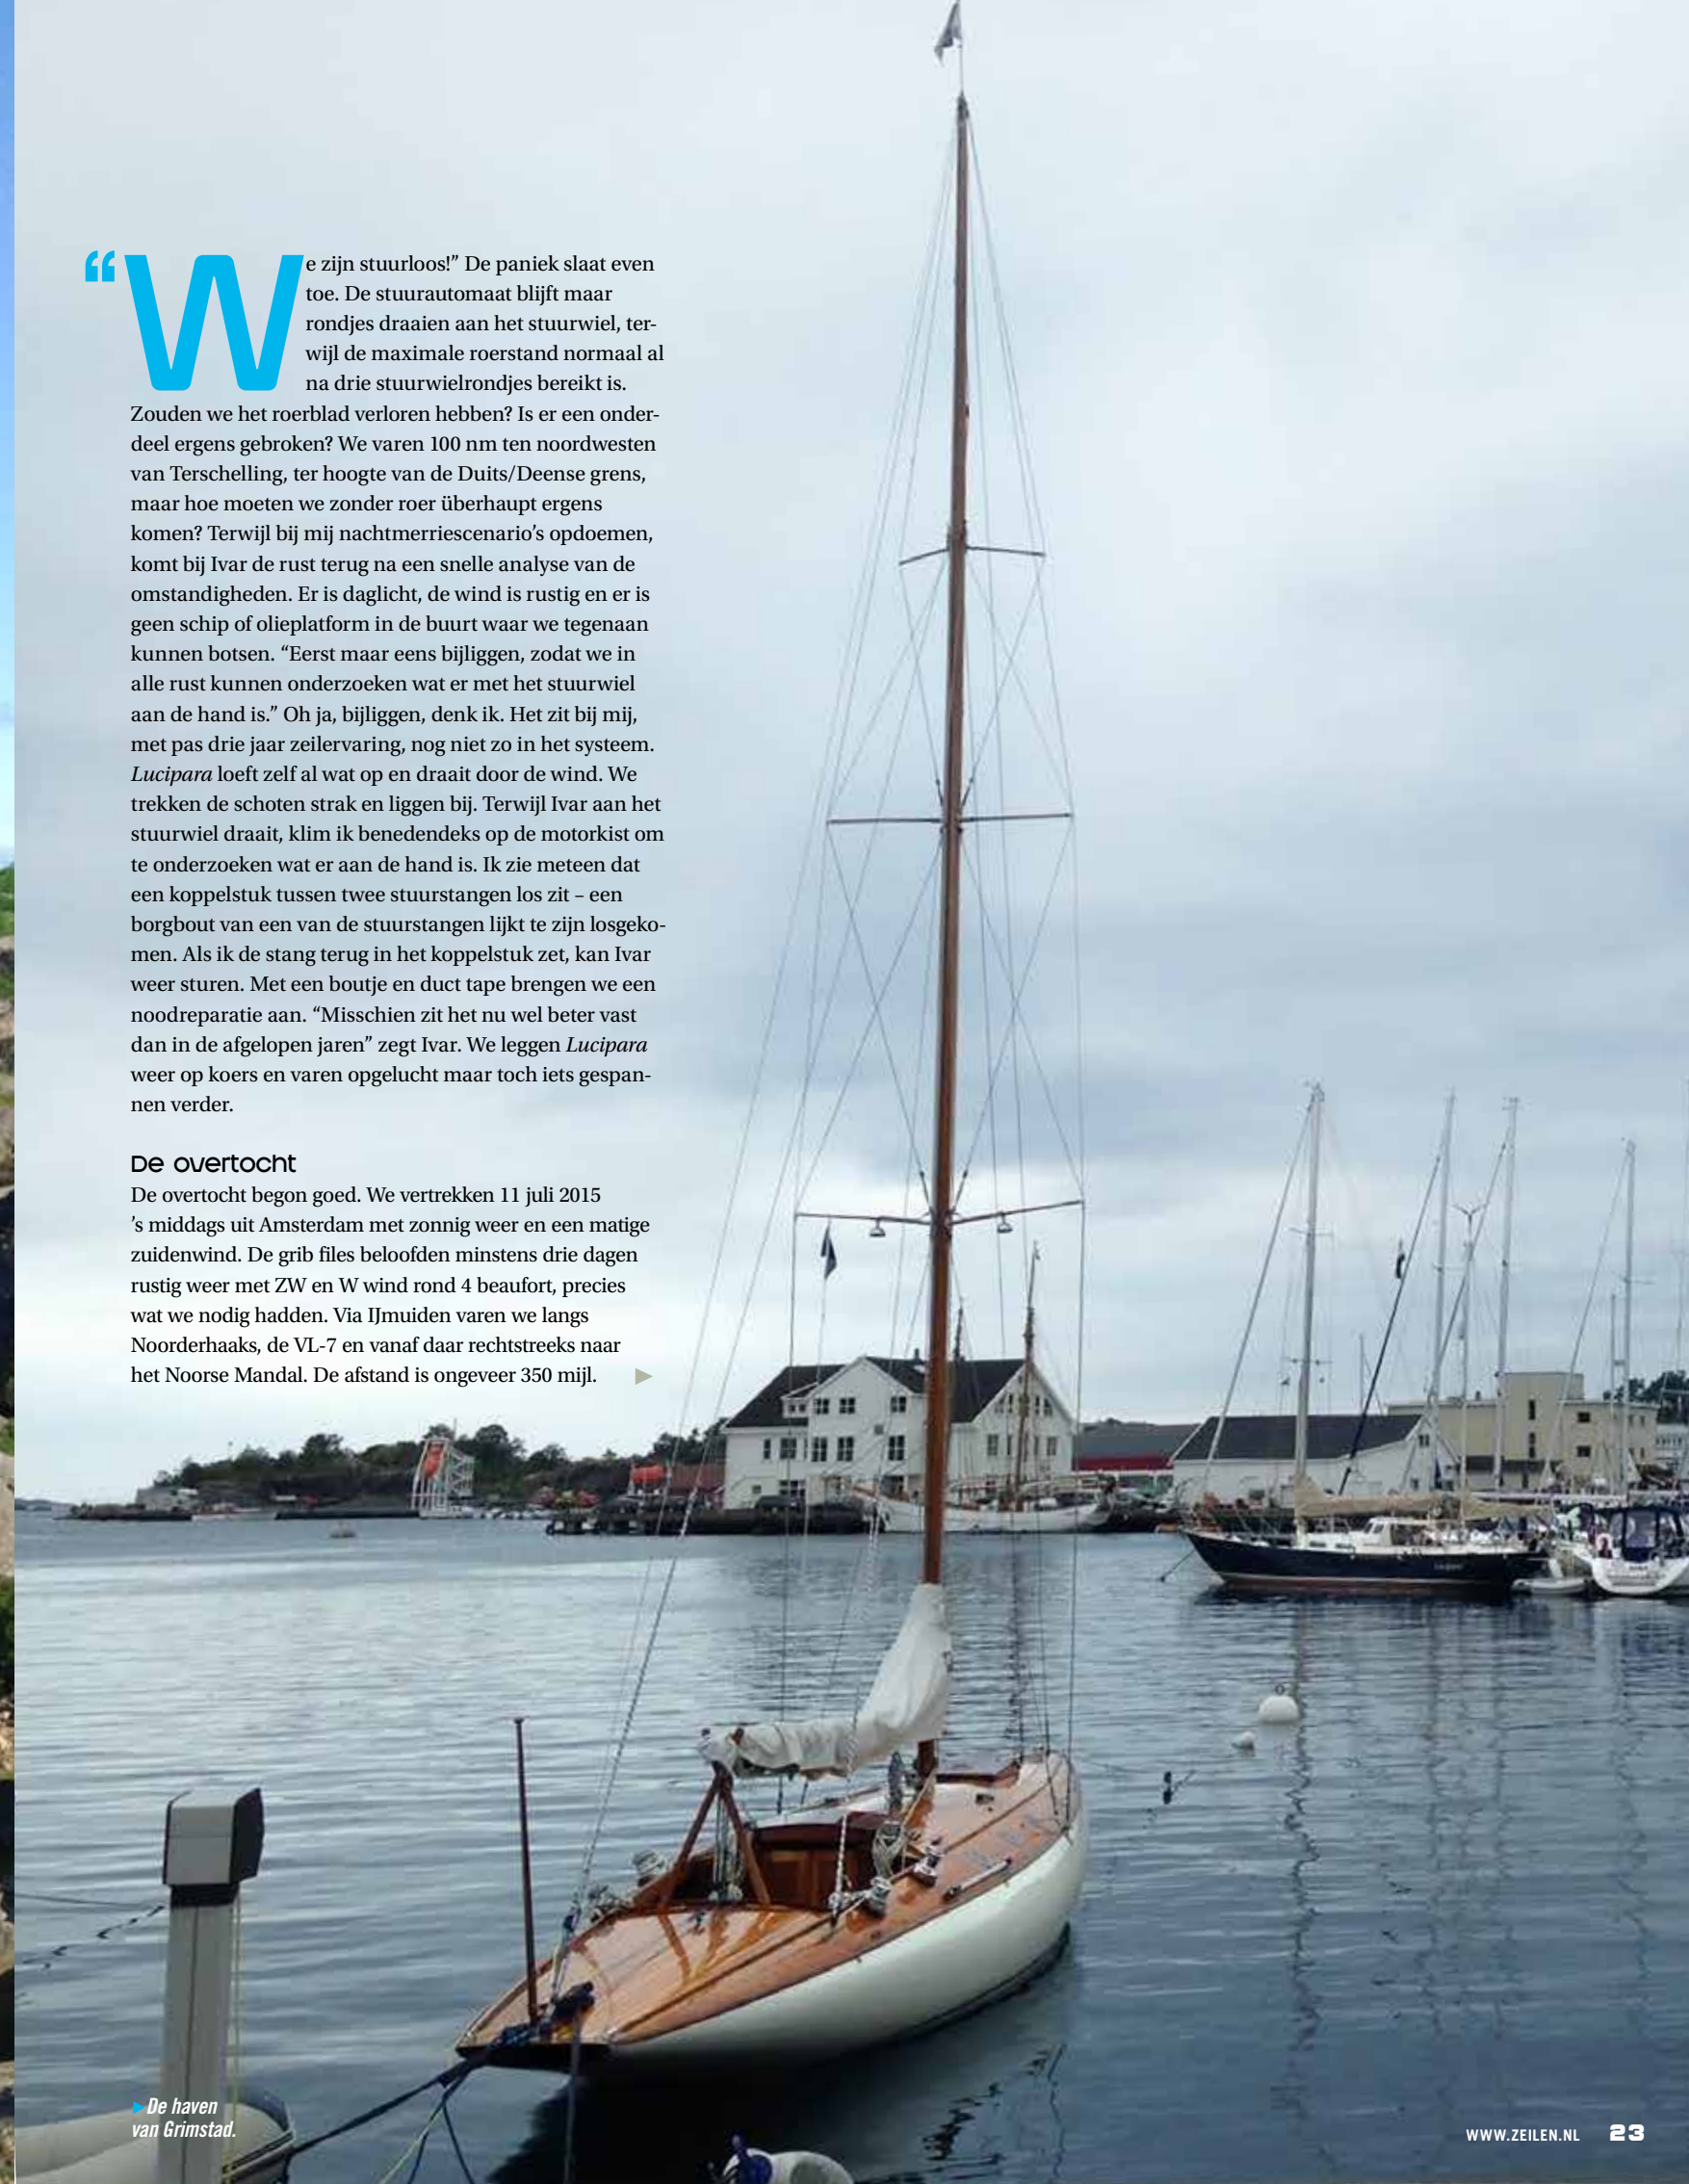 “We zijn stuurloos!” De paniek slaat even
toe. De stuurautomaat blijft maar
rondjes draaien aan het stuurwiel, ter-
wijl de maximale roerstand normaal al
na drie stuurwielrondjes bereikt is.
Zouden we het roerblad verloren hebben? Is er een onder-
deel ergens gebroken? We varen 100 nm ten noordwesten
van Terschelling, ter hoogte van de Duits/Deense grens,
maar hoe moeten we zonder roer überhaupt ergens
komen? Terwijl bij mij nachtmerriescenario’s opdoemen,
komt bij Ivar de rust terug na een snelle analyse van de
omstandigheden. Er is daglicht, de wind is rustig en er is
geen schip of olieplatform in de buurt waar we tegenaan
kunnen botsen. “Eerst maar eens bijliggen, zodat we in
alle rust kunnen onderzoeken wat er met het stuurwiel
aan de hand is.” Oh ja, bijliggen, denk ik. Het zit bij mij,
met pas drie jaar zeilervaring, nog niet zo in het systeem.
Lucipara loeft zelf al wat op en draait door de wind. We
trekken de schoten strak en liggen bij. Terwijl Ivar aan het
stuurwiel draait, klim ik benedendeks op de motorkist om
te onderzoeken wat er aan de hand is. Ik zie meteen dat
een koppelstuk tussen twee stuurstangen los zit – een
borgbout van een van de stuurstangen lijkt te zijn losgeko-
men. Als ik de stang terug in het koppelstuk zet, kan Ivar
weer sturen. Met een boutje en duct tape brengen we een
noodreparatie aan. “Misschien zit het nu wel beter vast
dan in de afgelopen jaren” zegt Ivar. We leggen Lucipara
weer op koers en varen opgelucht maar toch iets gespan-
nen verder.
De overtocht
De overtocht begon goed. We vertrekken 11 juli 2015
’s middags uit Amsterdam met zonnig weer en een matige
zuidenwind. De grib files beloofden minstens drie dagen
rustig weer met ZW en W wind rond 4 beaufort, precies
wat we nodig hadden. Via IJmuiden varen we langs
Noorderhaaks, de VL-7 en vanaf daar rechtstreeks naar
het Noorse Mandal. De afstand is ongeveer 350 mijl.
De haven
van Grimstad.
WWW.ZEILEN.NL 23